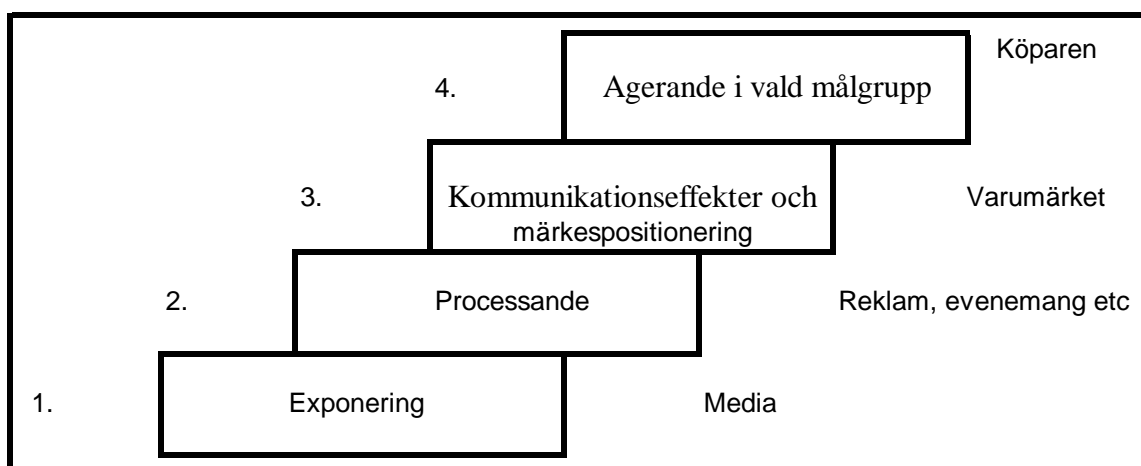 Köparen
4. Agerande i vald målgrupp
3. Kommunikationseffekter och Varumärket
märkespositionering
2. Processande Reklam, evenemang etc
1. Exponering Media